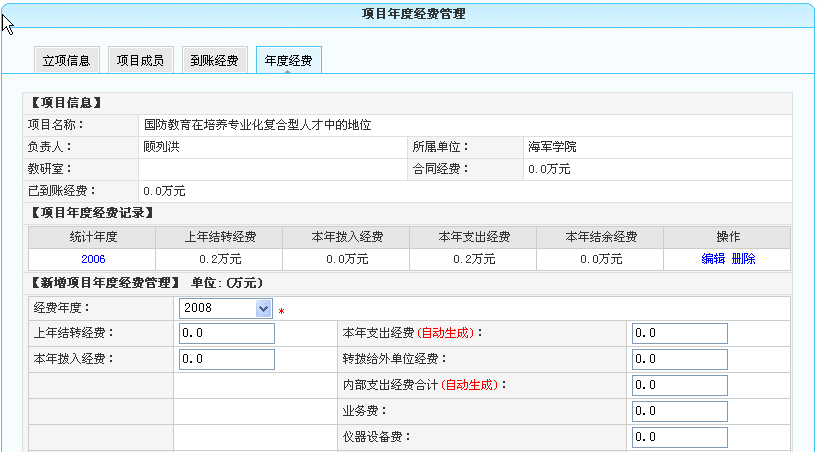 项目年度经费管理
立项信息 项目成员 到账经费 年度经费
【项目信息】
项目名称： 国防教育在培养专业化复合型人才中的地位
负责人： 顾列洪 所属单位： 海军学院
教研室： 合同经费： 0.0万元
已到账经费： 0.0万元
【项目年度经费记录】
统计年度 上年结转经费 本年拨入经费 本年支出经费 本年结余经费 操作
2006 0.2万元 0.0万元 0.2万元 0.0万元 编辑 删除
【新增项目年度经费管理】 单位:(万元)
经费年度： 2008 *
上年结转经费： 0.0 本年支出经费(自动生成)： 0.0
本年拨入经费： 0.0 转拨给外单位经费： 0.0
内部支出经费合计(自动生成)： 0.0
业务费： 0.0
仪器设备费： 0.0